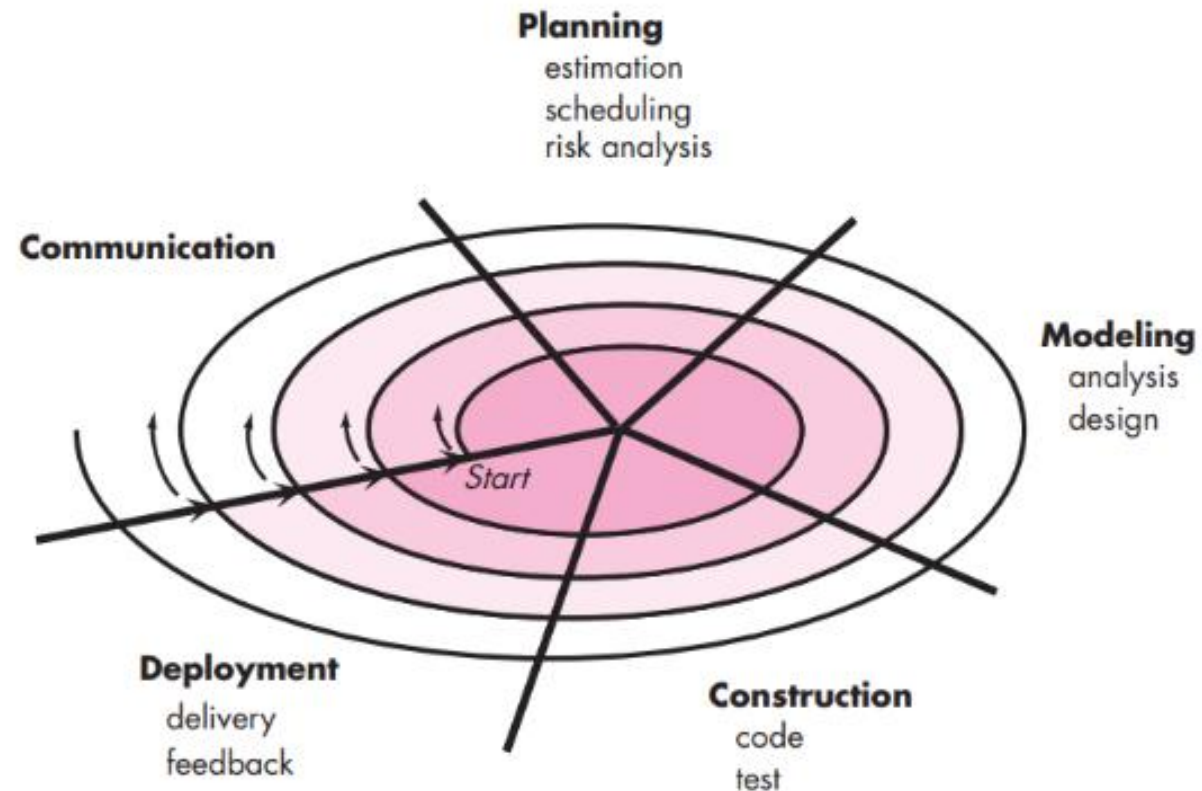 Planning
estimation
scheduling
risk analysis
Communication
Modeling
analysis
design
Start
Deployment
delivery
feedback
Construction
code
test